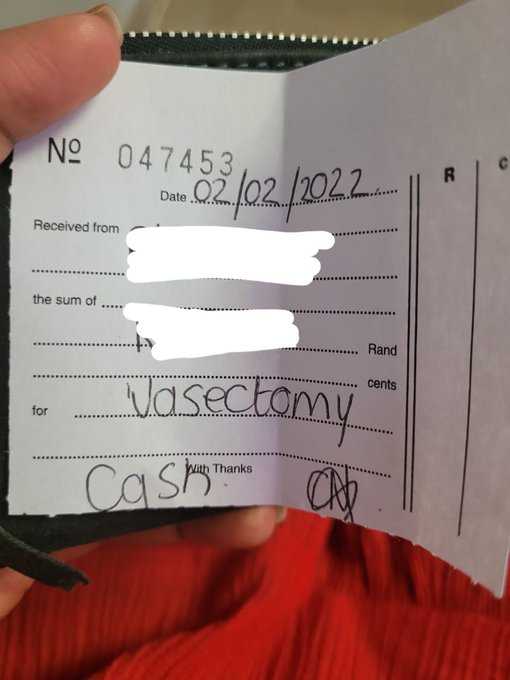 Nº 047453
Date 02/02/2022
R C
Received from
the sum of
Rand
cents
for Vasectomy
With Thanks
Cash